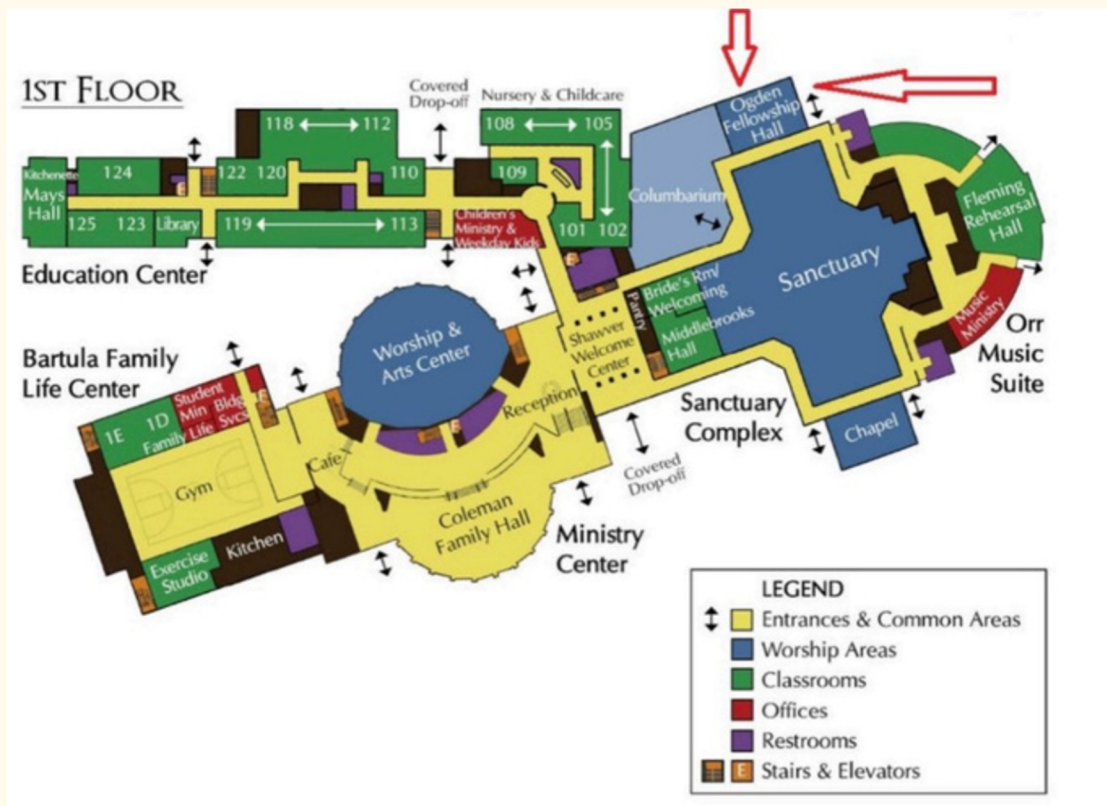 1ST FLOOR
Covered
Drop-off
Nursery & Childcare
118
112
108
105
Ogden
Fellowship
Hall
Kitchenette
124
122
120
110
109
Columbarium
Mays
Hall
125
123
Library
119
113
Children's
Ministry &
Weekday Kids
101
102
Fleming
Rehearsal
Hall
Education Center
E
E
Sanctuary
Bride's Rm/
Welcoming
Pantry
Middlebrooks
Hall
Music
Ministry
Orr
Music
Suite
Worship &
Arts Center
Shawver
Welcome
Center
Bartula Family
Life Center
Reception
Sanctuary
Complex
Chapel
Student
Min
Life
Bldg
Svcs
E
1E
1D
Family
E
Cafe
Gym
Covered
Drop-off
Coleman
Family Hall
Ministry
Center
Kitchen
Exercise
Studio
LEGEND
Entrances & Common Areas
Worship Areas
Classrooms
Offices
Restrooms
E Stairs & Elevators